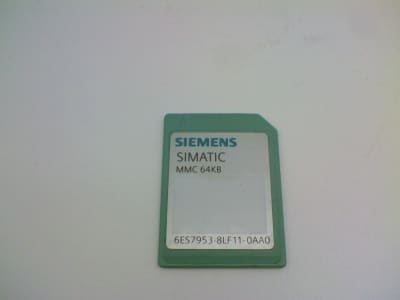 SIEMENS
SIMATIC
MMC 64KB
6ES7953-8LF11-0AA0